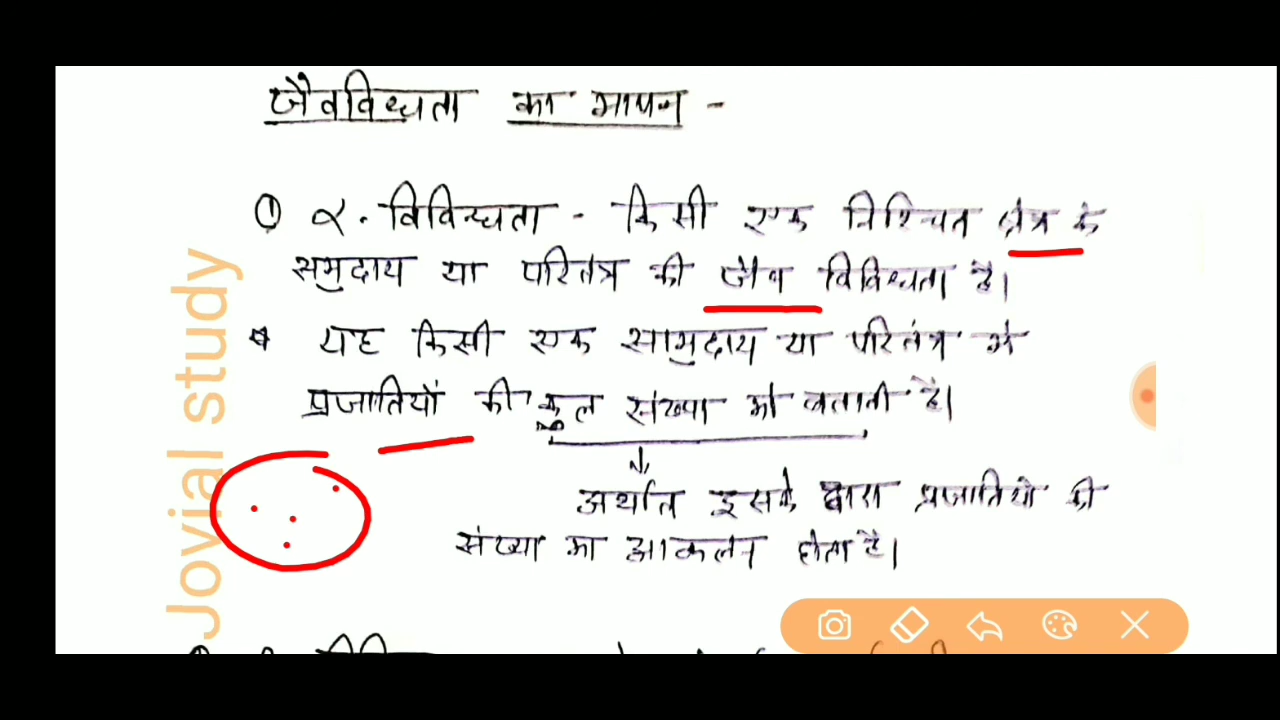 जैवविधता का मापन -
① α. विविधता - किसी एक निश्चित क्षेत्र के
समुदाय या परितंत्र की जैव विविधता है।
* यह किसी एक सामुदाय या परितंत्र मे
प्रजातियों की कुल संख्या को बताती है।
अर्थात इसके द्वारा प्रजातियो की
संख्या का आकलन होता है।
Jovial study